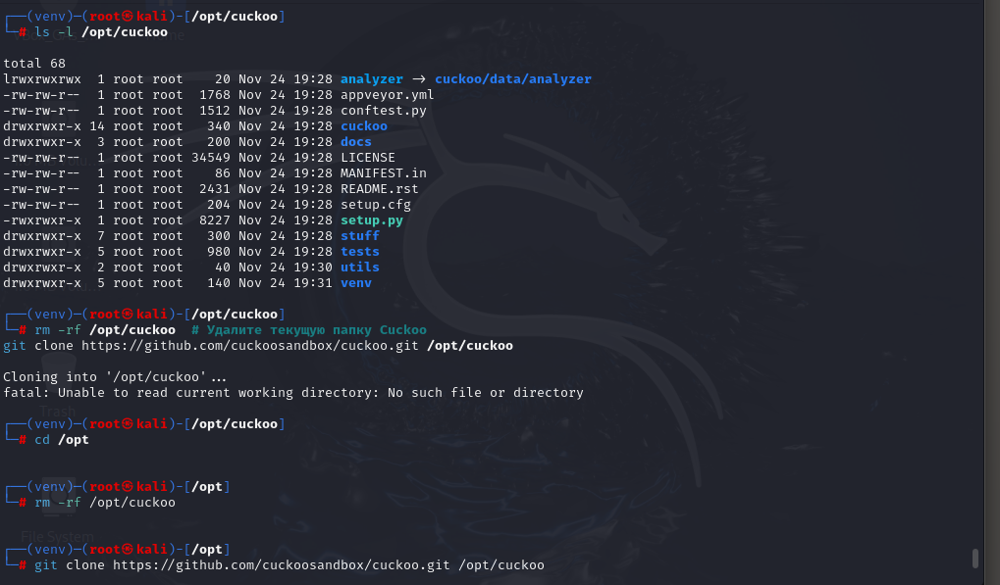 ┌──(venv)─(root㉿kali)-[/opt/cuckoo]
└─# ls -l /opt/cuckoo
total 68
lrwxrwxrwx  1 root root    20 Nov 24 19:28 analyzer -> cuckoo/data/analyzer
-rw-rw-r--  1 root root  1768 Nov 24 19:28 appveyor.yml
-rw-rw-r--  1 root root  1512 Nov 24 19:28 conftest.py
drwxrwxr-x 14 root root   340 Nov 24 19:28 cuckoo
drwxrwxr-x  3 root root   200 Nov 24 19:28 docs
-rw-rw-r--  1 root root 34549 Nov 24 19:28 LICENSE
-rw-rw-r--  1 root root    86 Nov 24 19:28 MANIFEST.in
-rw-rw-r--  1 root root  2431 Nov 24 19:28 README.rst
-rw-rw-r--  1 root root   204 Nov 24 19:28 setup.cfg
-rwxrwxr-x  1 root root  8227 Nov 24 19:28 setup.py
drwxrwxr-x  7 root root   300 Nov 24 19:28 stuff
drwxrwxr-x  5 root root   980 Nov 24 19:28 tests
drwxrwxr-x  2 root root    40 Nov 24 19:30 utils
drwxrwxr-x  5 root root   140 Nov 24 19:31 venv
┌──(venv)─(root㉿kali)-[/opt/cuckoo]
└─# rm -rf /opt/cuckoo  # Удалите текущую папку Cuckoo
git clone https://github.com/cuckoosandbox/cuckoo.git /opt/cuckoo
Cloning into '/opt/cuckoo'...
fatal: Unable to read current working directory: No such file or directory
Trash
┌──(venv)─(root㉿kali)-[/opt/cuckoo]
└─# cd /opt
┌──(venv)─(root㉿kali)-[/opt]
└─# rm -rf /opt/cuckoo
File System
┌──(venv)─(root㉿kali)-[/opt]
└─# git clone https://github.com/cuckoosandbox/cuckoo.git /opt/cuckoo